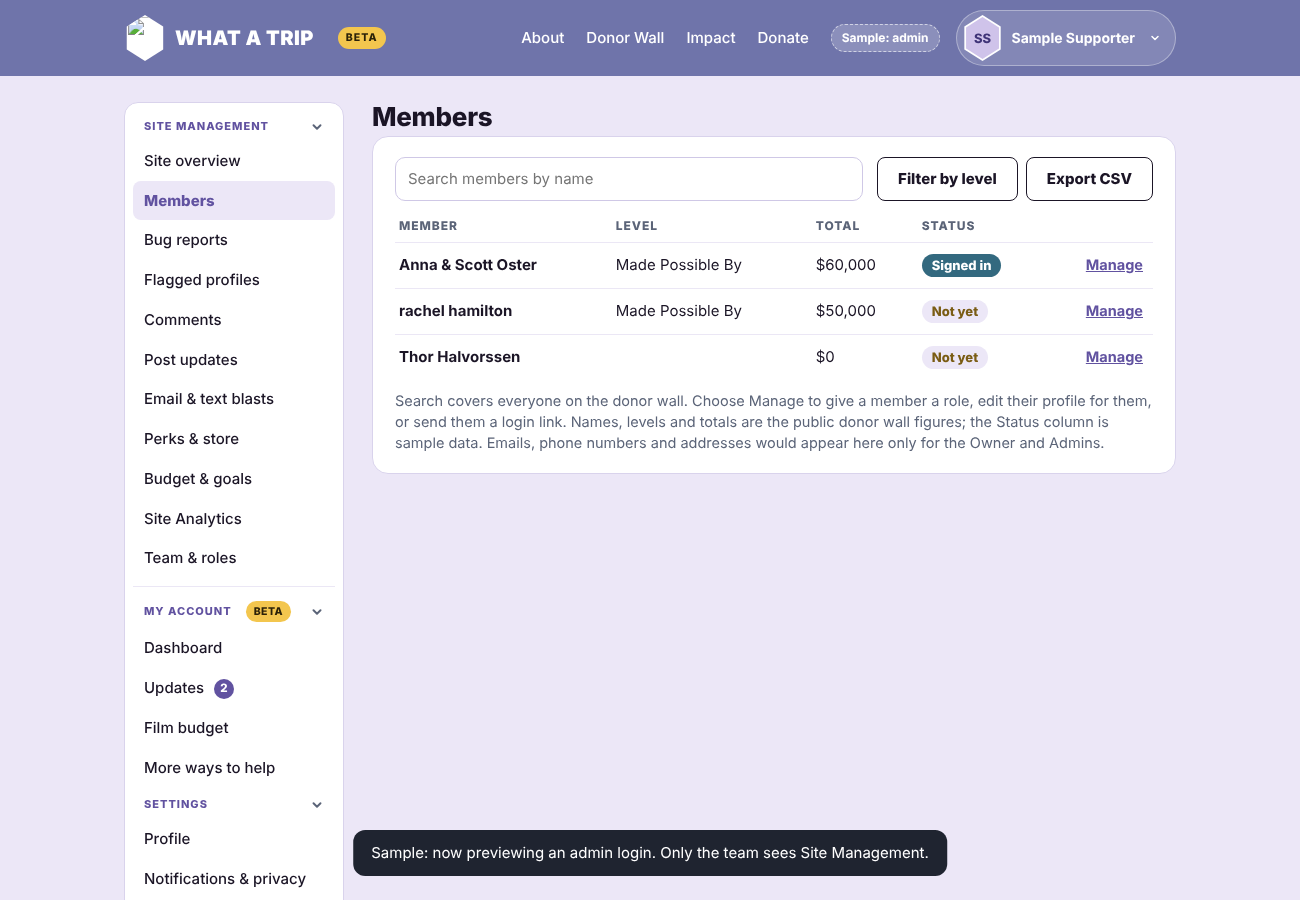 WHAT A TRIP BETA About Donor Wall Impact Donate Sample: admin SS Sample Supporter
SITE MANAGEMENT
Site overview
Members
Bug reports
Flagged profiles
Comments
Post updates
Email & text blasts
Perks & store
Budget & goals
Site Analytics
Team & roles
MY ACCOUNT BETA
Dashboard
Updates 2
Film budget
More ways to help
SETTINGS
Profile
Notifications & privacy
Members
Search members by name Filter by level Export CSV
MEMBER LEVEL TOTAL STATUS
Anna & Scott Oster Made Possible By $60,000 Signed in Manage
rachel hamilton Made Possible By $50,000 Not yet Manage
Thor Halvorssen $0 Not yet Manage
Search covers everyone on the donor wall. Choose Manage to give a member a role, edit their profile for them,
or send them a login link. Names, levels and totals are the public donor wall figures; the Status column is
sample data. Emails, phone numbers and addresses would appear here only for the Owner and Admins.
Sample: now previewing an admin login. Only the team sees Site Management.